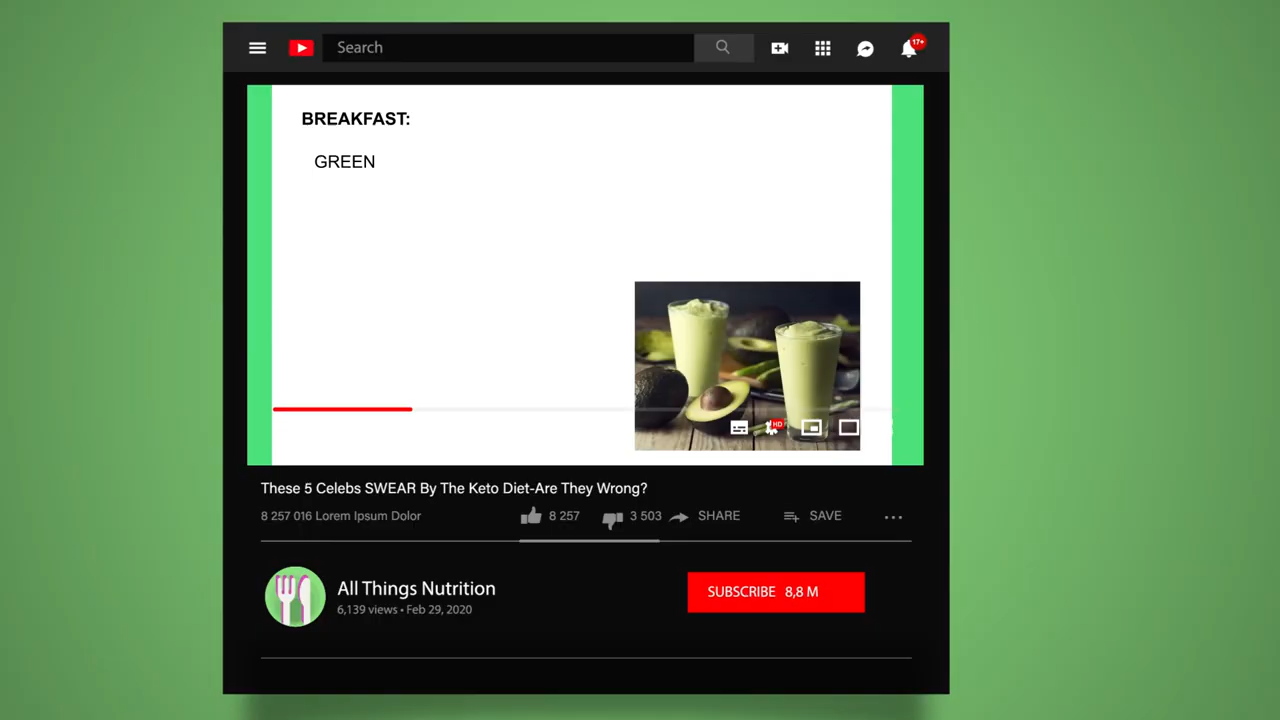 Search
17+
BREAKFAST:
GREEN
HD
These 5 Celebs SWEAR By The Keto Diet-Are They Wrong?
8 257 016 Lorem Ipsum Dolor
8 257
3 503
SHARE
SAVE
All Things Nutrition
6,139 views • Feb 29, 2020
SUBSCRIBE 8,8 M